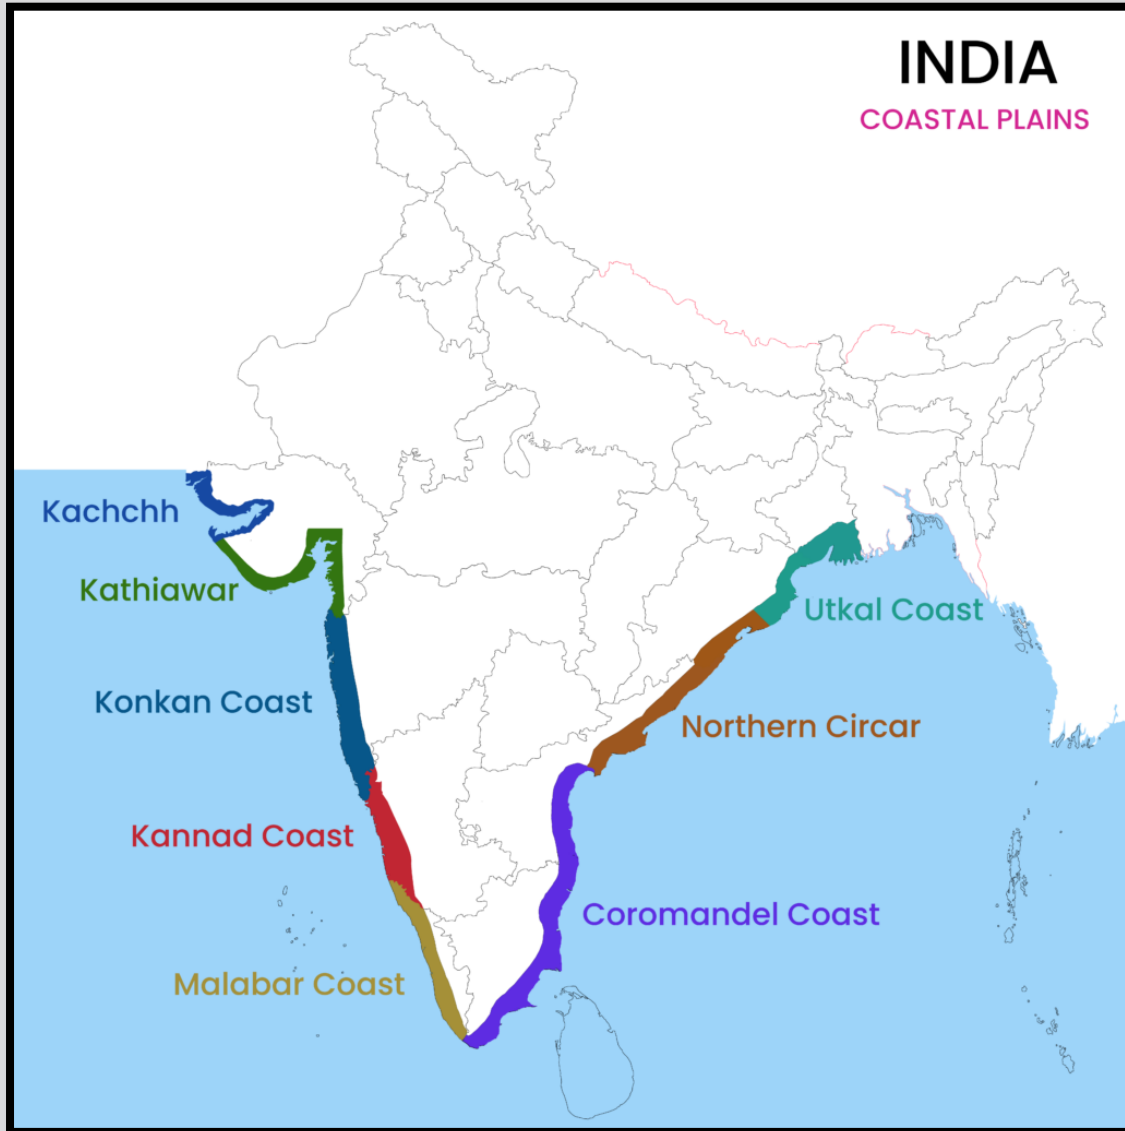 INDIA
COASTAL PLAINS
Kachchh
Kathiawar
Utkal Coast
Konkan Coast
Northern Circar
Kannad Coast
Coromandel Coast
Malabar Coast